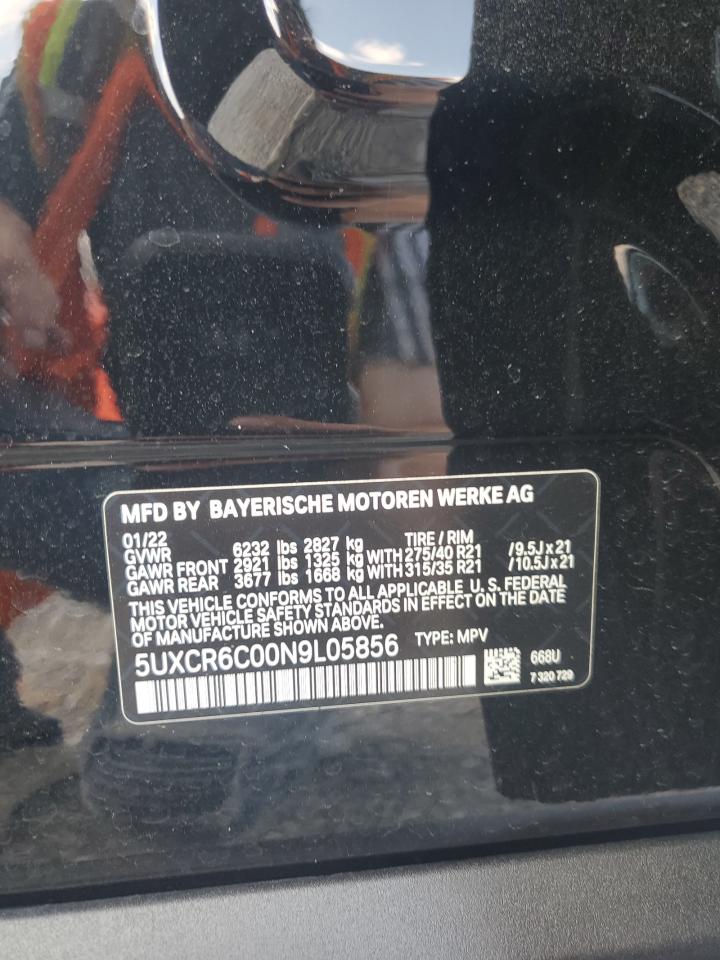 MFD BY BAYERISCHE MOTOREN WERKE AG
01/22 TIRE / RIM
GVWR 6232 lbs 2827 kg
GAWR FRONT 2921 lbs 1325 kg WITH 275/40 R21 /9.5J x 21
GAWR REAR 3677 lbs 1668 kg WITH 315/35 R21 /10.5J x 21
THIS VEHICLE CONFORMS TO ALL APPLICABLE U.S. FEDERAL
MOTOR VEHICLE SAFETY STANDARDS IN EFFECT ON THE DATE
OF MANUFACTURE SHOWN ABOVE.
5UXCR6C00N9L05856 TYPE: MPV
668U
7 320 729